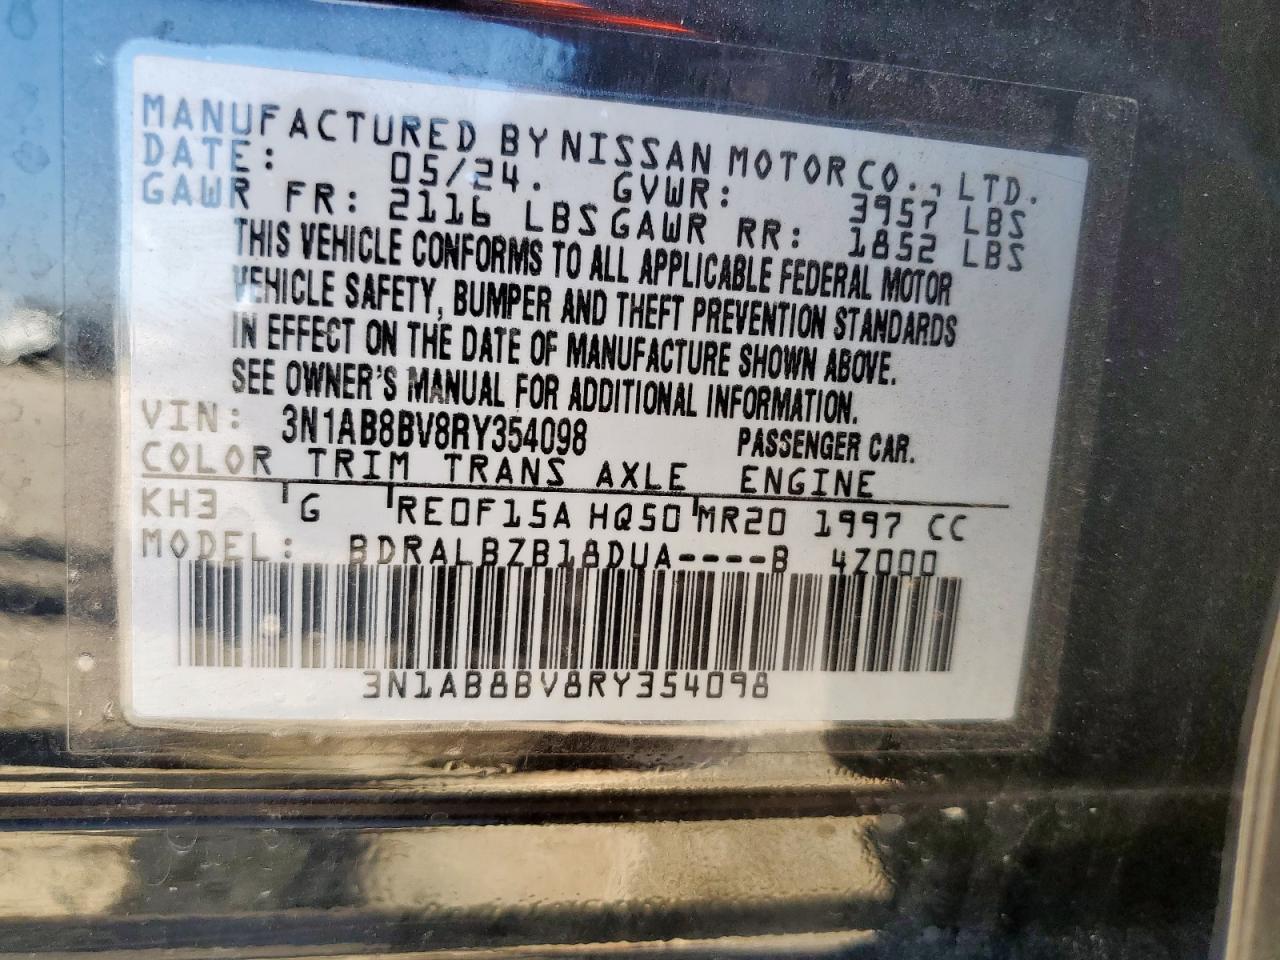 MANUFACTURED BY NISSAN MOTOR CO., LTD.
DATE: 05/24. GVWR: 3957 LBS
GAWR FR: 2116 LBS GAWR RR: 1852 LBS
THIS VEHICLE CONFORMS TO ALL APPLICABLE FEDERAL MOTOR
VEHICLE SAFETY, BUMPER AND THEFT PREVENTION STANDARDS
IN EFFECT ON THE DATE OF MANUFACTURE SHOWN ABOVE.
SEE OWNER'S MANUAL FOR ADDITIONAL INFORMATION.
VIN: 3N1AB8BV8RY354098 PASSENGER CAR.
COLOR TRIM TRANS AXLE ENGINE
KH3 G RE0F15A HQ50 MR20 1997 CC
MODEL: BDRALBZB18DUA----B 4Z000
3N1AB8BV8RY354098